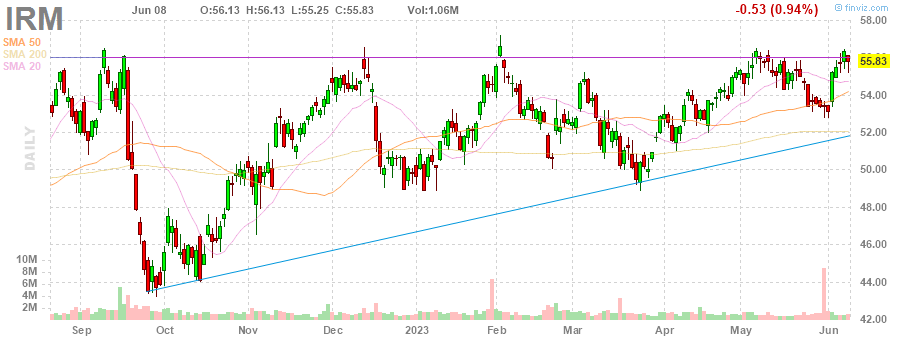 IRM
Jun 08 O:56.13 H:56.13 L:55.25 C:55.83 Vol:1.06M -0.53 (0.94%)
© finviz.com
SMA 50
SMA 200
SMA 20
DAILY
58.00
55.83
54.00
52.00
50.00
48.00
46.00
44.00
42.00
10M
8M
6M
4M
2M
Sep Oct Nov Dec 2023 Feb Mar Apr May Jun